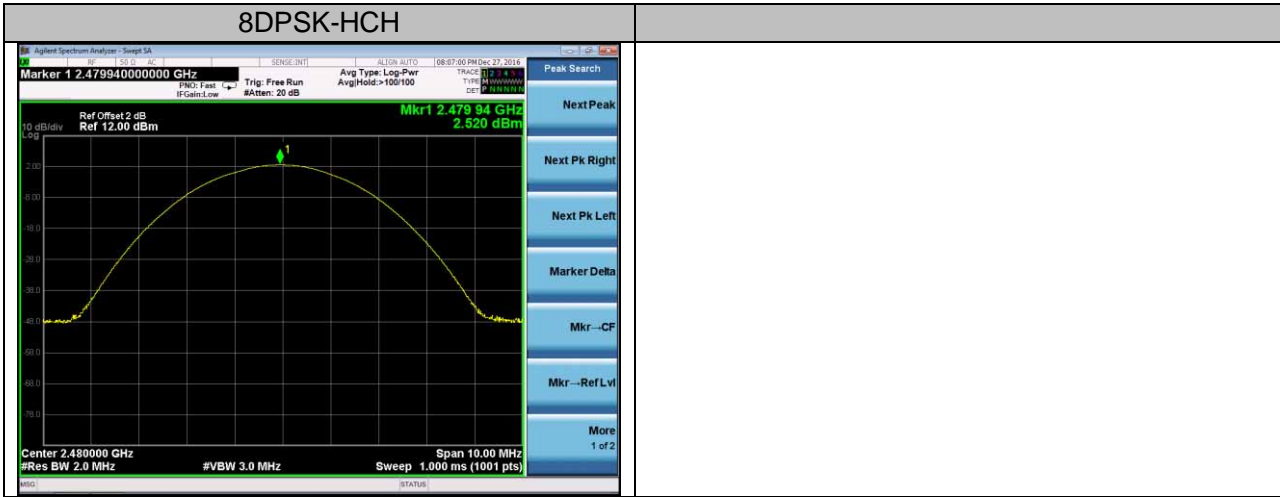 8DPSK-HCH
Agilent Spectrum Analyzer - Swept SA
RF 50 Ω AC SENSE:INT ALIGN AUTO 08:07:00 PM Dec 27, 2016
Marker 1 2.479940000000 GHz
PNO: Fast
IFGain:Low
Trig: Free Run
#Atten: 20 dB
Avg Type: Log-Pwr
Avg|Hold:>100/100
TRACE 1 2 3 4 5 6
TYPE M W W W W W
DET P N N N N N
Peak Search
Mkr1 2.479 94 GHz
2.520 dBm
Ref Offset 2 dB
10 dB/div Ref 12.00 dBm
Log
1
2.00
-8.00
-18.0
-28.0
-38.0
-48.0
-58.0
-68.0
-78.0
Next Peak
Next Pk Right
Next Pk Left
Marker Delta
Mkr→CF
Mkr→Ref Lvl
More
1 of 2
Center 2.480000 GHz Span 10.00 MHz
#Res BW 2.0 MHz #VBW 3.0 MHz Sweep 1.000 ms (1001 pts)
MSG STATUS